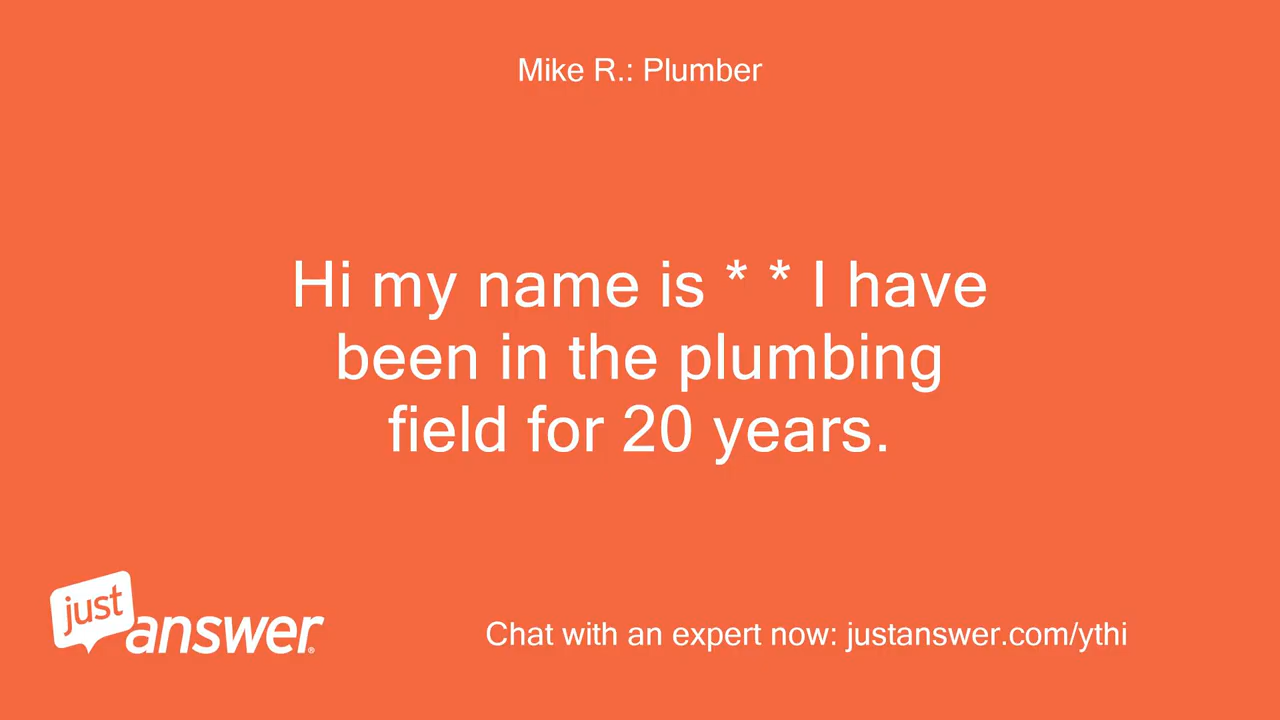 Mike R.: Plumber
Hi my name is * * I have
been in the plumbing
field for 20 years.
just
answer®
Chat with an expert now: justanswer.com/ythi